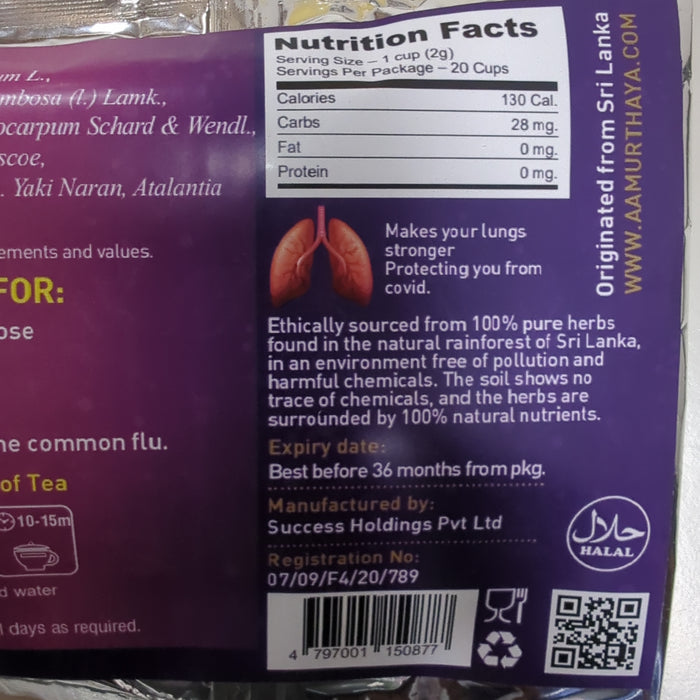 um L.,
mbosa (l.) Lamk.,
ocarpum Schard & Wendl.,
scoe,
. Yaki Naran, Atalantia
ements and values.
FOR:
ose
he common flu.
of Tea
10-15m
d water
l days as required.
Nutrition Facts
Serving Size – 1 cup (2g)
Servings Per Package – 20 Cups
Calories 130 Cal.
Carbs 28 mg.
Fat 0 mg.
Protein 0 mg.
Makes your lungs
stronger
Protecting you from
covid.
Ethically sourced from 100% pure herbs
found in the natural rainforest of Sri Lanka,
in an environment free of pollution and
harmful chemicals. The soil shows no
trace of chemicals, and the herbs are
surrounded by 100% natural nutrients.
Expiry date:
Best before 36 months from pkg.
Manufactured by:
Success Holdings Pvt Ltd
Registration No:
07/09/F4/20/789
4 797001 150877
حلال
HALAL
Originated from Sri Lanka
WWW.AAMURTHAYA.COM